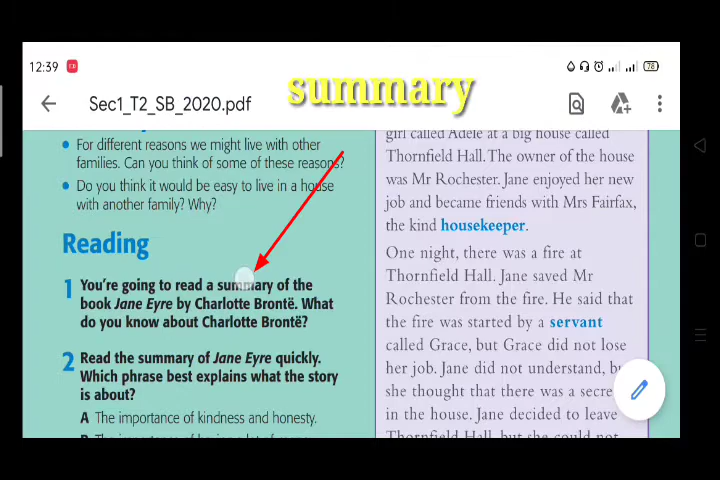 12:39
78
summary
Sec1_T2_SB_2020.pdf
For different reasons we might live with other
families. Can you think of some of these reasons?
Do you think it would be easy to live in a house
with another family? Why?
Reading
1 You're going to read a summary of the
book Jane Eyre by Charlotte Brontë. What
do you know about Charlotte Brontë?
2 Read the summary of Jane Eyre quickly.
Which phrase best explains what the story
is about?
A The importance of kindness and honesty.
girl called Adele at a big house called
Thornfield Hall. The owner of the house
was Mr Rochester. Jane enjoyed her new
job and became friends with Mrs Fairfax,
the kind housekeeper.
One night, there was a fire at
Thornfield Hall. Jane saved Mr
Rochester from the fire. He said that
the fire was started by a servant
called Grace, but Grace did not lose
her job. Jane did not understand,
she thought that there was a
in the house. Jane decided to leave
Thornfield Hall, but she could not